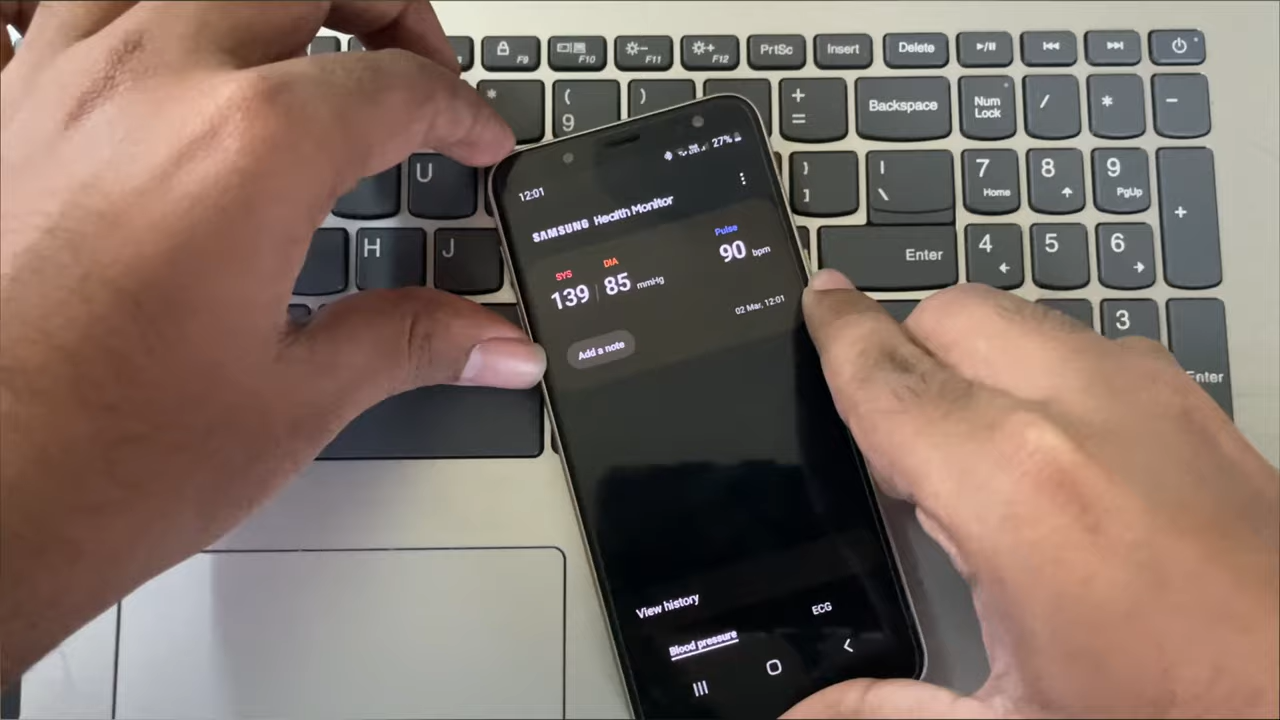 F9
F10
F11
F12
PrtSc
Insert
Delete
*
(
9
)
+
=
Backspace
Num
Lock
/
*
-
27%
12:01
SAMSUNG Health Monitor
U
}
]
|
\
7
Home
8
9
PgUp
+
H
J
Enter
4
5
6
SYS
139
DIA
85 mmHg
Pulse
90 bpm
02 Mar, 12:01
Add a note
3
Enter
View history
Blood pressure
ECG